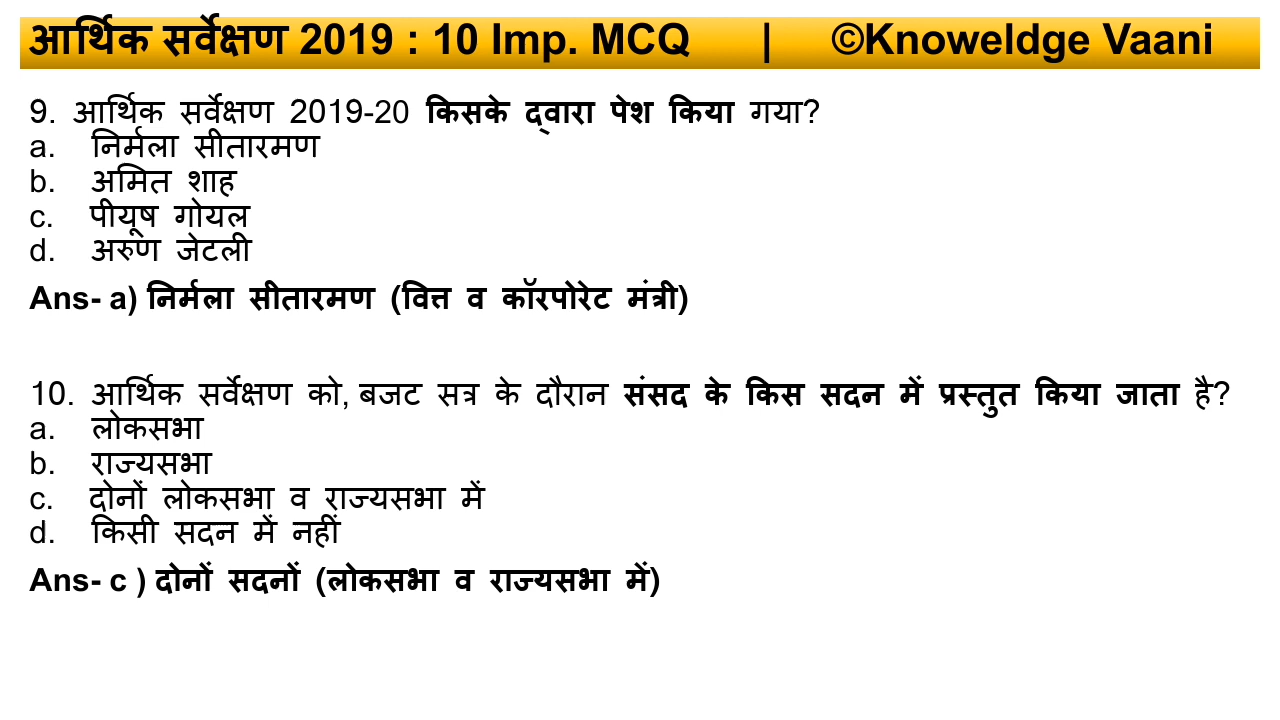 आर्थिक सर्वेक्षण 2019 : 10 Imp. MCQ | ©Knoweldge Vaani
9. आर्थिक सर्वेक्षण 2019-20 किसके द्वारा पेश किया गया?
a. निर्मला सीतारमण
b. अमित शाह
c. पीयूष गोयल
d. अरुण जेटली
Ans- a) निर्मला सीतारमण (वित्त व कॉरपोरेट मंत्री)
10. आर्थिक सर्वेक्षण को, बजट सत्र के दौरान संसद के किस सदन में प्रस्तुत किया जाता है?
a. लोकसभा
b. राज्यसभा
c. दोनों लोकसभा व राज्यसभा में
d. किसी सदन में नहीं
Ans- c ) दोनों सदनों (लोकसभा व राज्यसभा में)